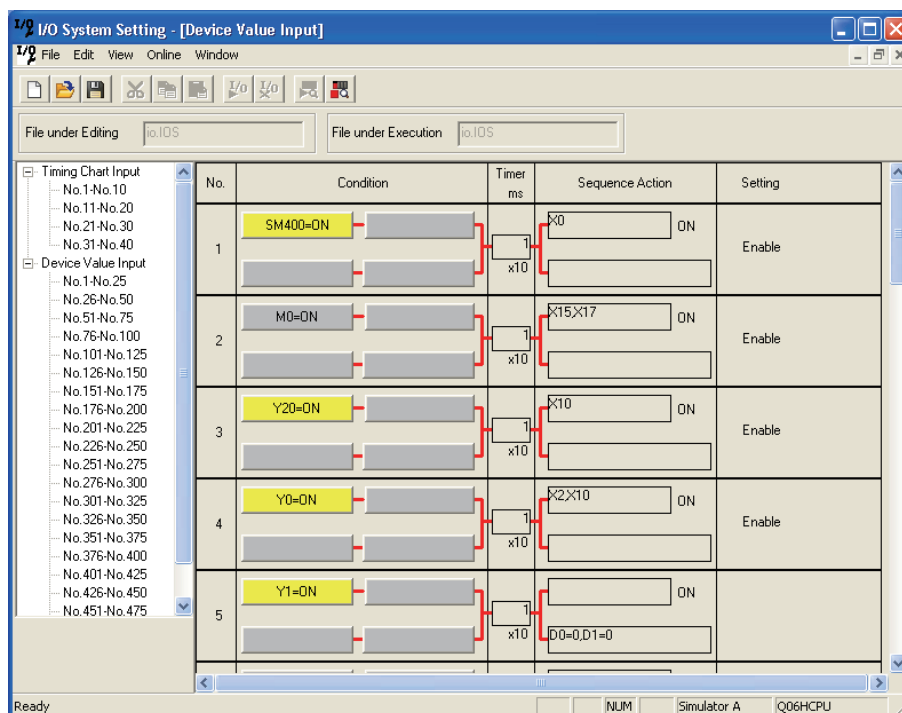 I/O System Setting - [Device Value Input]
File Edit View Online Window
I/O I/O
File under Editing io.IOS File under Execution io.IOS
Timing Chart Input
No.1-No.10
No.11-No.20
No.21-No.30
No.31-No.40
Device Value Input
No.1-No.25
No.26-No.50
No.51-No.75
No.76-No.100
No.101-No.125
No.126-No.150
No.151-No.175
No.176-No.200
No.201-No.225
No.226-No.250
No.251-No.275
No.276-No.300
No.301-No.325
No.326-No.350
No.351-No.375
No.376-No.400
No.401-No.425
No.426-No.450
No.451-No.475
No. Condition Timer ms Sequence Action Setting
1 SM400=ON 1 x10 X0 ON Enable
2 M0=ON 1 x10 X15,X17 ON Enable
3 Y20=ON 1 x10 X10 ON Enable
4 Y0=ON 1 x10 X2,X10 ON Enable
5 Y1=ON 1 x10 ON
D0=0,D1=0
Ready NUM Simulator A Q06HCPU